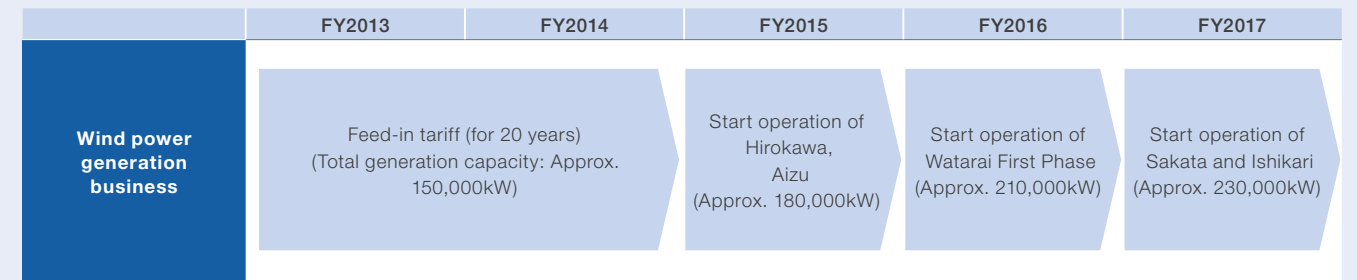 FY2013 FY2014 FY2015 FY2016 FY2017
Wind power
generation
business
Feed-in tariff (for 20 years)
(Total generation capacity: Approx.
150,000kW)
Start operation of
Hirokawa,
Aizu
(Approx. 180,000kW)
Start operation of
Watarai First Phase
(Approx. 210,000kW)
Start operation of
Sakata and Ishikari
(Approx. 230,000kW)